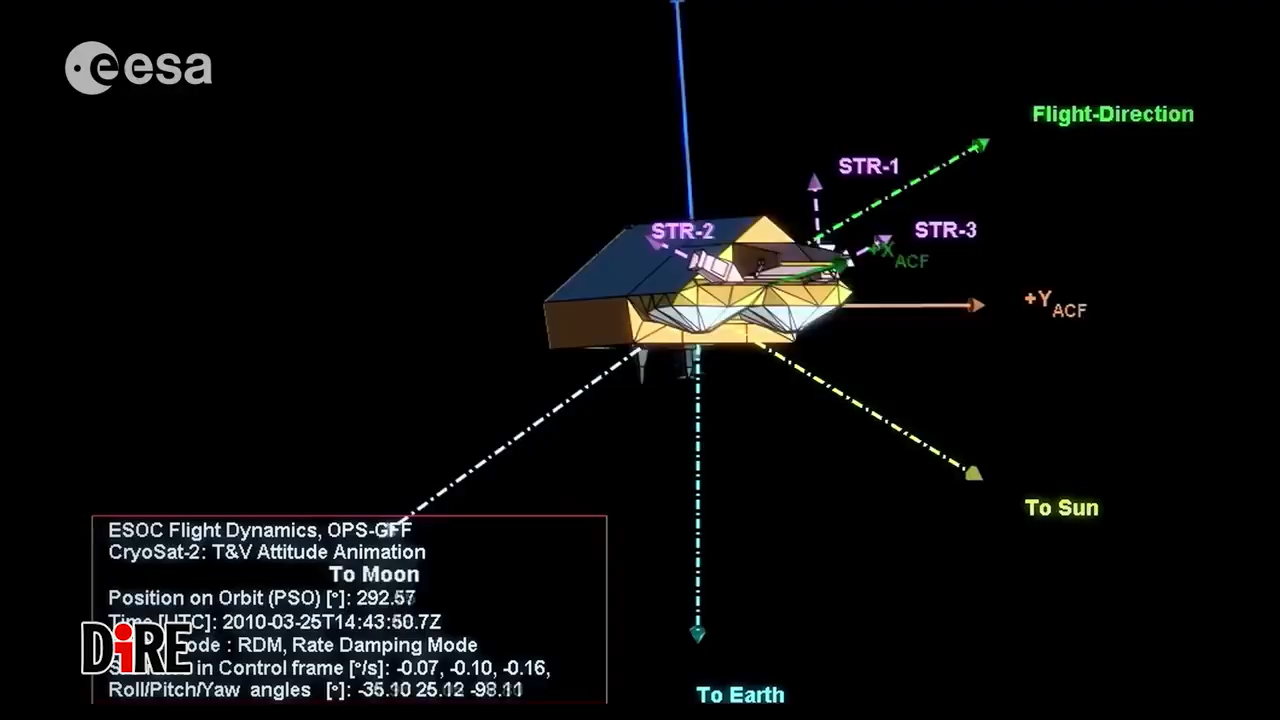 esa
Flight-Direction
STR-1
STR-2
STR-3
+X ACF
+Y ACF
To Sun
ESOC Flight Dynamics, OPS-GFF
CryoSat-2: T&V Attitude Animation
To Moon
Position on Orbit (PSO) [°]: 292.57
Time [UTC]: 2010-03-25T14:43:50.7Z
ode : RDM, Rate Damping Mode
DiRE
in Control frame [°/s]: -0.07, -0.10, -0.16,
Roll/Pitch/Yaw angles [°]: -35.10 25.12 -98.11
To Earth